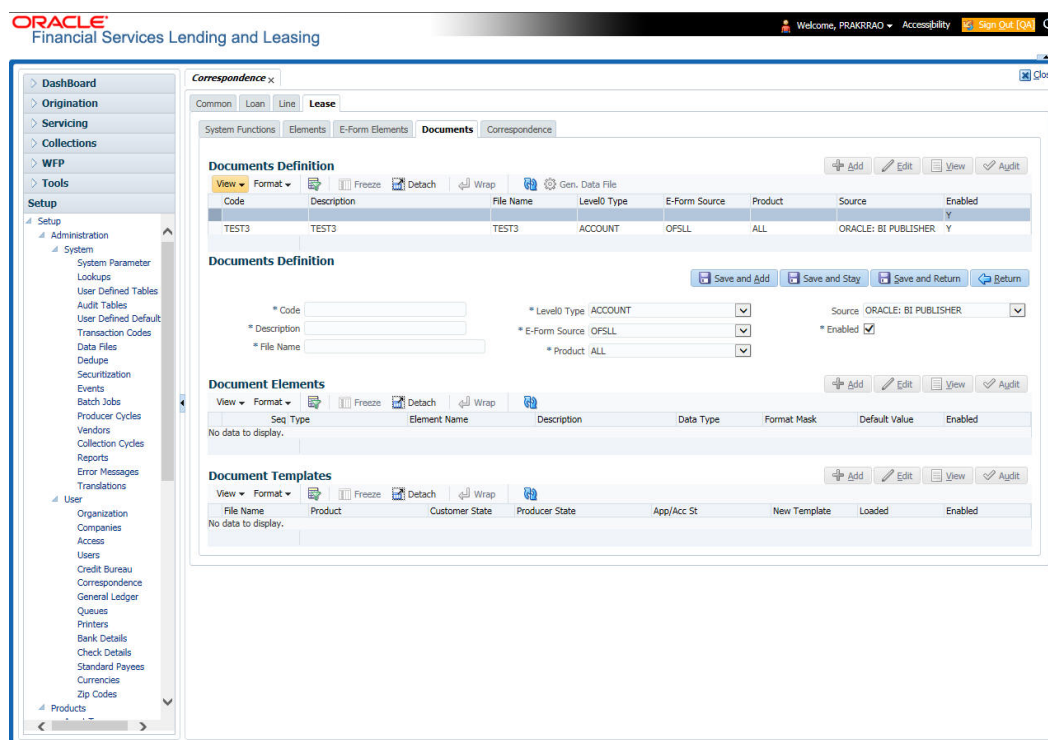 ORACLE
Financial Services Lending and Leasing
Welcome, PRAKRRAO Accessibility Sign Out [QA]
Correspondence
DashBoard
Origination
Servicing
Collections
WFP
Tools
Setup
Setup
Administration
System
System Parameter
Lookups
User Defined Tables
Audit Tables
User Defined Default
Transaction Codes
Data Files
Dedupe
Securitization
Events
Batch Jobs
Producer Cycles
Vendors
Collection Cycles
Reports
Error Messages
Translations
User
Organization
Companies
Access
Users
Credit Bureau
Correspondence
General Ledger
Queues
Printers
Bank Details
Check Details
Standard Payees
Currencies
Zip Codes
Products
Common Loan Line Lease
System Functions Elements E-Form Elements Documents Correspondence
Documents Definition Add Edit View Audit
View Format Freeze Detach Wrap Gen. Data File
Code Description File Name Level0 Type E-Form Source Product Source Enabled
Y
TEST3 TEST3 TEST3 ACCOUNT OFSLL ALL ORACLE: BI PUBLISHER Y
Documents Definition
Save and Add Save and Stay Save and Return Return
* Code * Level0 Type ACCOUNT Source ORACLE: BI PUBLISHER
* Description * E-Form Source OFSLL * Enabled
* File Name * Product ALL
Document Elements Add Edit View Audit
View Format Freeze Detach Wrap
Seq Type Element Name Description Data Type Format Mask Default Value Enabled
No data to display.
Document Templates Add Edit View Audit
View Format Freeze Detach Wrap
File Name Product Customer State Producer State App/Acc St New Template Loaded Enabled
No data to display.